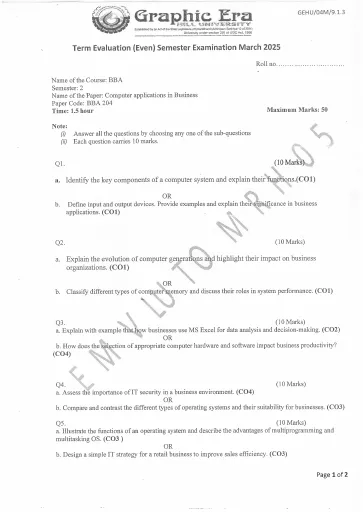 GEHU/04M/9.1.3
Graphic Era
HILL UNIVERSITY
Term Evaluation (Even) Semester Examination March 2025
Roll no..............................
Name of the Course: BBA
Semester: 2
Name of the Paper: Computer applications in Business
Paper Code: BBA 204
Time: 1.5 hour Maximum Marks: 50
Note:
(i) Answer all the questions by choosing any one of the sub-questions
(ii) Each question carries 10 marks.
Q1. (10 Marks)
a. Identify the key components of a computer system and explain their functions.(CO1)
OR
b. Define input and output devices. Provide examples and explain their significance in business
applications. (CO1)
Q2. (10 Marks)
a. Explain the evolution of computer generations and highlight their impact on business
organizations. (CO1)
OR
b. Classify different types of computer memory and discuss their roles in system performance. (CO1)
Q3. (10 Marks)
a. Explain with example that how businesses use MS Excel for data analysis and decision-making. (CO2)
OR
b. How does the selection of appropriate computer hardware and software impact business productivity?
(CO4)
Q4. (10 Marks)
a. Assess the importance of IT security in a business environment. (CO4)
OR
b. Compare and contrast the different types of operating systems and their suitability for businesses. (CO3)
Q5. (10 Marks)
a. Illustrate the functions of an operating system and describe the advantages of multiprogramming and
multitasking OS. (CO3 )
OR
b. Design a simple IT strategy for a retail business to improve sales efficiency. (CO3)
Page 1 of 2